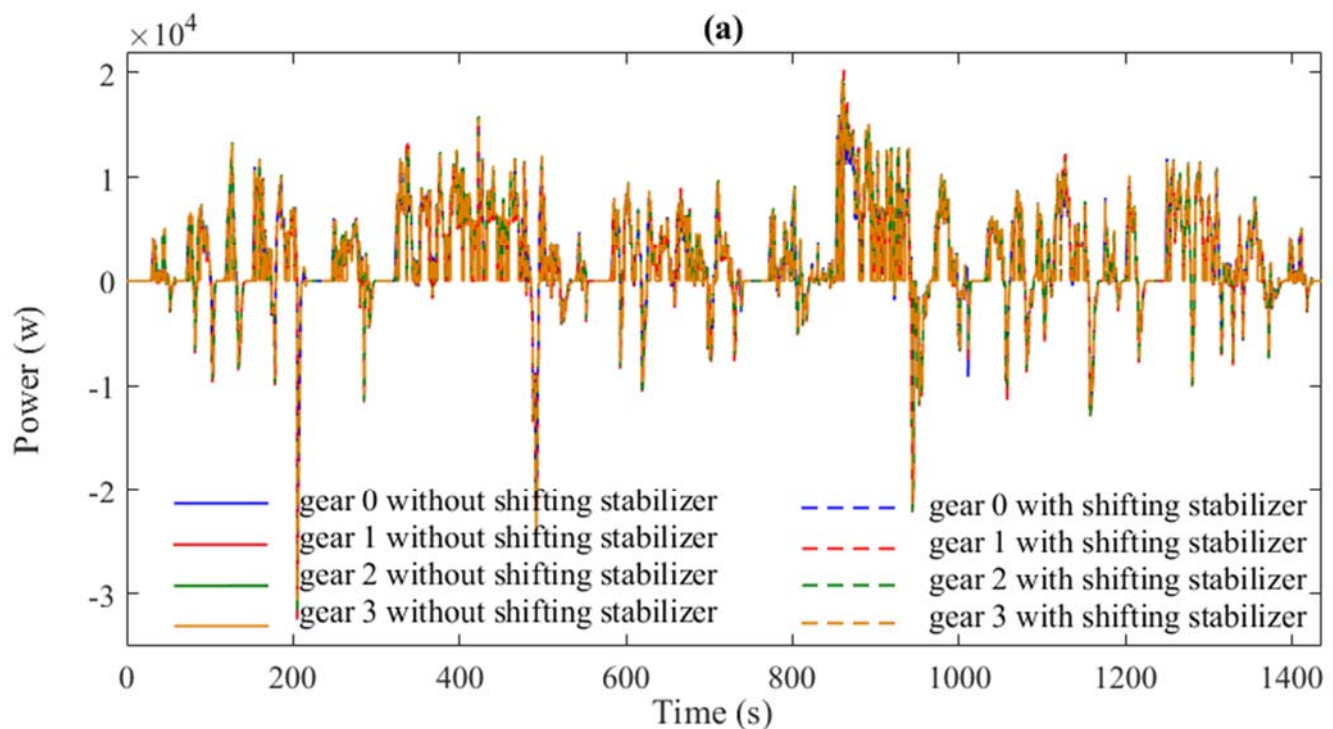 (a)
×10⁴
2
1
0
-1
-2
-3
Power (w)
gear 0 without shifting stabilizer
gear 1 without shifting stabilizer
gear 2 without shifting stabilizer
gear 3 without shifting stabilizer
gear 0 with shifting stabilizer
gear 1 with shifting stabilizer
gear 2 with shifting stabilizer
gear 3 with shifting stabilizer
0 200 400 600 800 1000 1200 1400
Time (s)